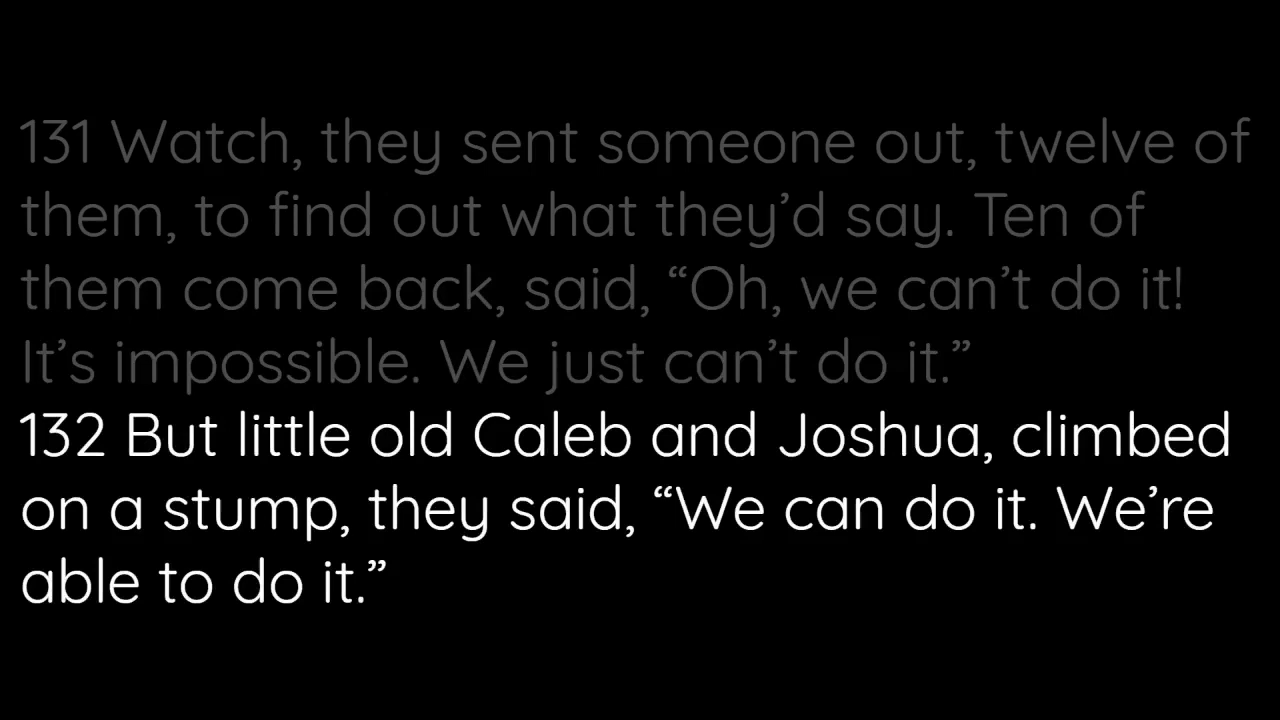 131 Watch, they sent someone out, twelve of
them, to find out what they’d say. Ten of
them come back, said, “Oh, we can’t do it!
It’s impossible. We just can’t do it.”
132 But little old Caleb and Joshua, climbed
on a stump, they said, “We can do it. We’re
able to do it.”